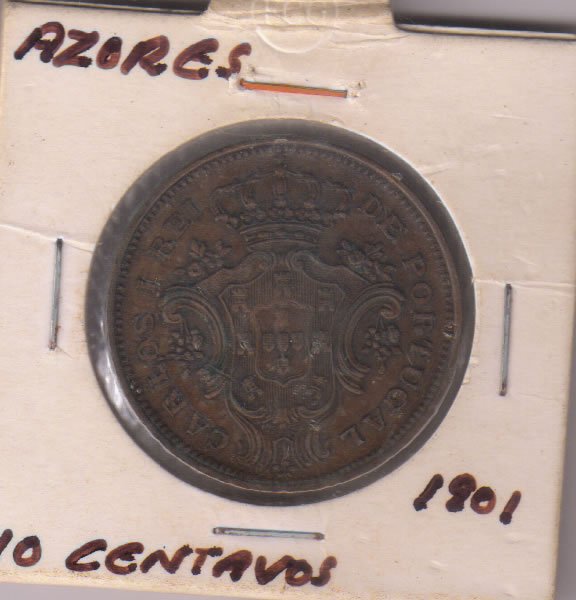 AZORES
CARLOS I REI DE PORTUGAL
1901
10 CENTAVOS